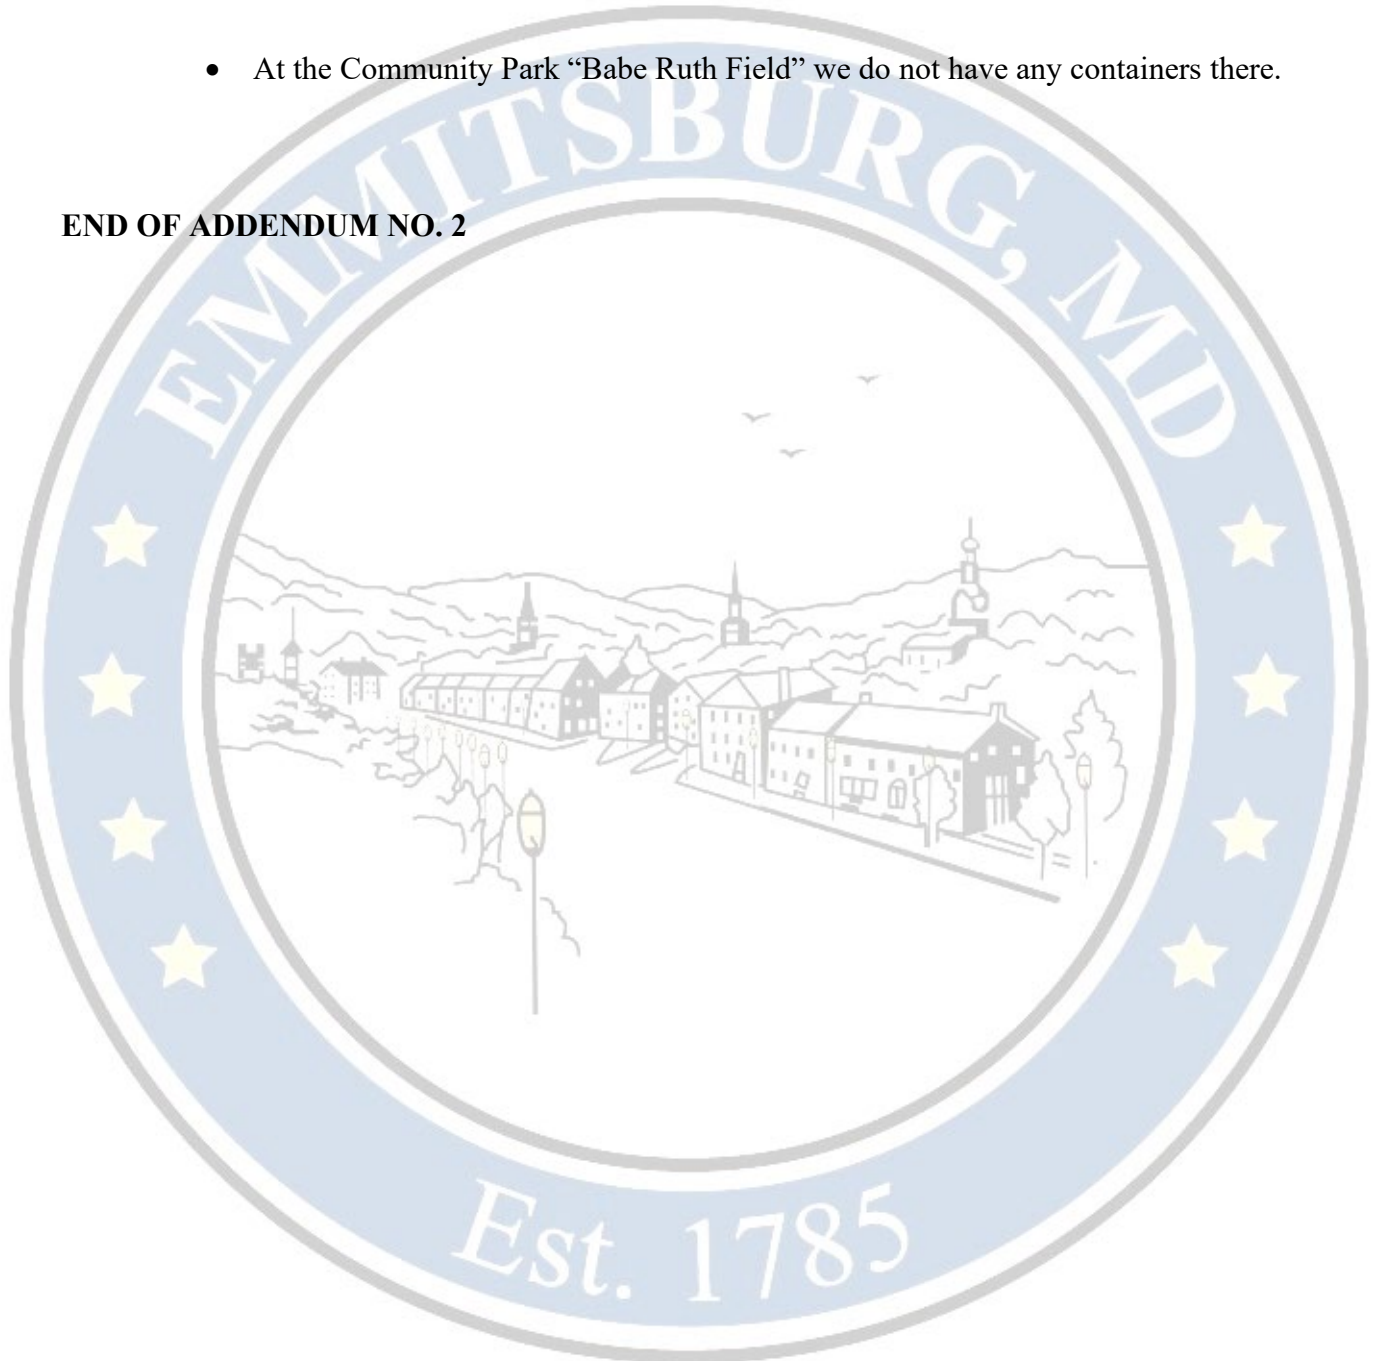 • At the Community Park “Babe Ruth Field” we do not have any containers there.
END OF ADDENDUM NO. 2
EMMITSBURG, MD
Est. 1785